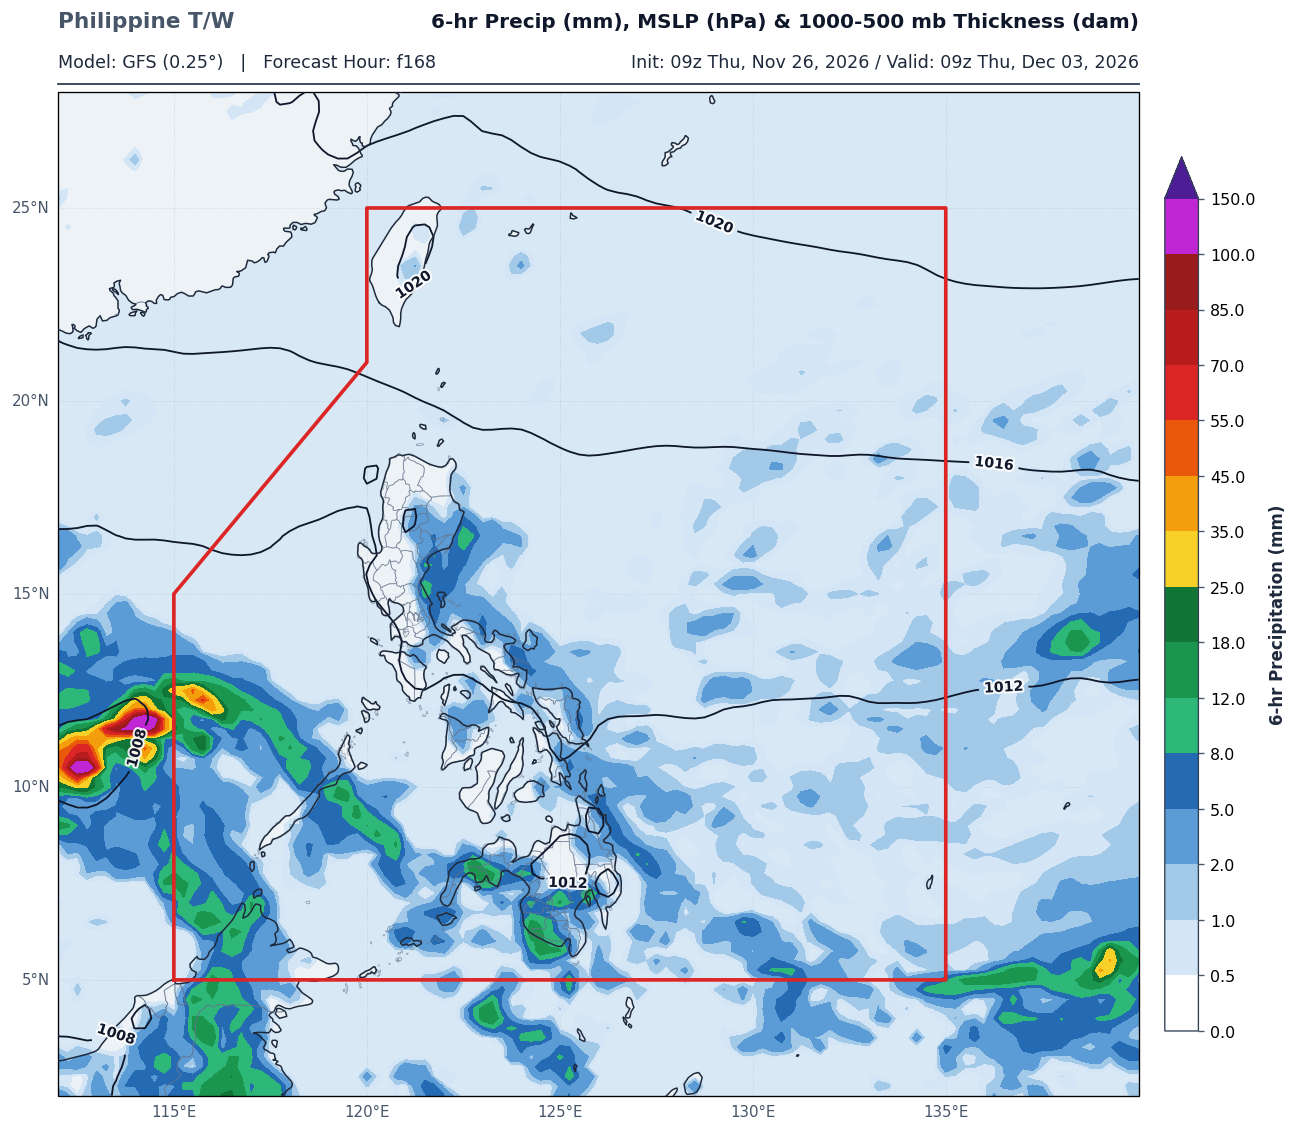 Philippine T/W
6-hr Precip (mm), MSLP (hPa) & 1000-500 mb Thickness (dam)
Model: GFS (0.25°) | Forecast Hour: f168
Init: 09z Thu, Nov 26, 2026 / Valid: 09z Thu, Dec 03, 2026
25°N
20°N
15°N
10°N
5°N
115°E
120°E
125°E
130°E
135°E
1020
1020
1016
1012
1008
1012
1008
150.0
100.0
85.0
70.0
55.0
45.0
35.0
25.0
18.0
12.0
8.0
5.0
2.0
1.0
0.5
0.0
6-hr Precipitation (mm)